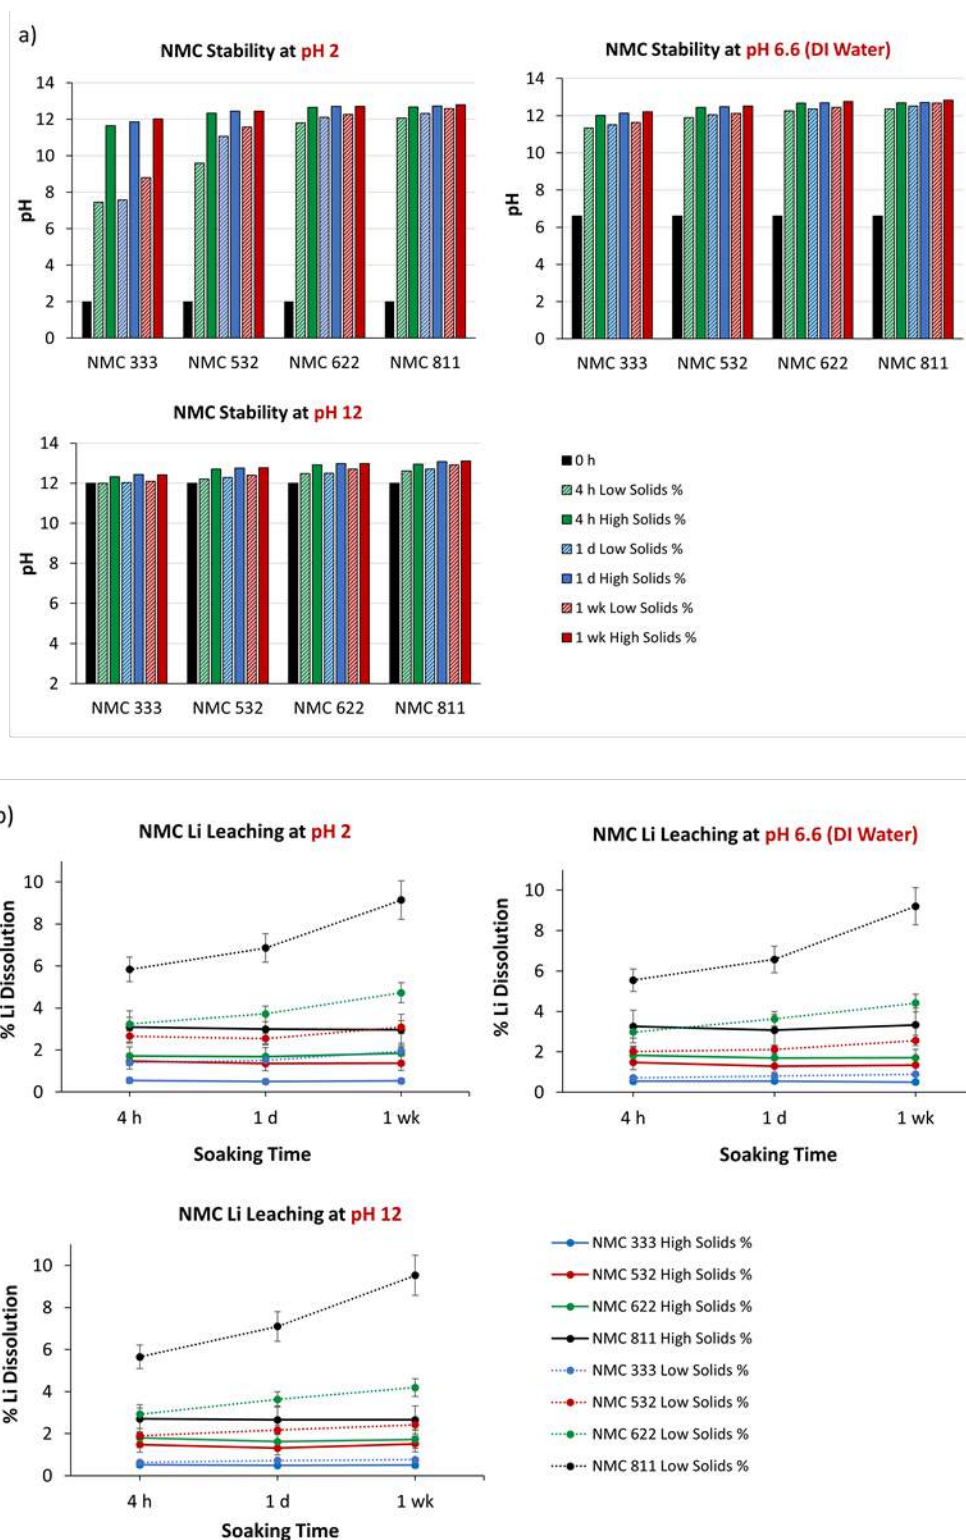 a)
NMC Stability at pH 2
pH
14
12
10
8
6
4
2
0
NMC 333 NMC 532 NMC 622 NMC 811
NMC Stability at pH 6.6 (DI Water)
pH
14
12
10
8
6
4
2
0
NMC 333 NMC 532 NMC 622 NMC 811
NMC Stability at pH 12
pH
14
12
10
8
6
4
2
NMC 333 NMC 532 NMC 622 NMC 811
0 h
4 h Low Solids %
4 h High Solids %
1 d Low Solids %
1 d High Solids %
1 wk Low Solids %
1 wk High Solids %
b)
NMC Li Leaching at pH 2
% Li Dissolution
10
8
6
4
2
0
4 h 1 d 1 wk
Soaking Time
NMC Li Leaching at pH 6.6 (DI Water)
% Li Dissolution
10
8
6
4
2
0
4 h 1 d 1 wk
Soaking Time
NMC Li Leaching at pH 12
% Li Dissolution
10
8
6
4
2
0
4 h 1 d 1 wk
Soaking Time
NMC 333 High Solids %
NMC 532 High Solids %
NMC 622 High Solids %
NMC 811 High Solids %
NMC 333 Low Solids %
NMC 532 Low Solids %
NMC 622 Low Solids %
NMC 811 Low Solids %